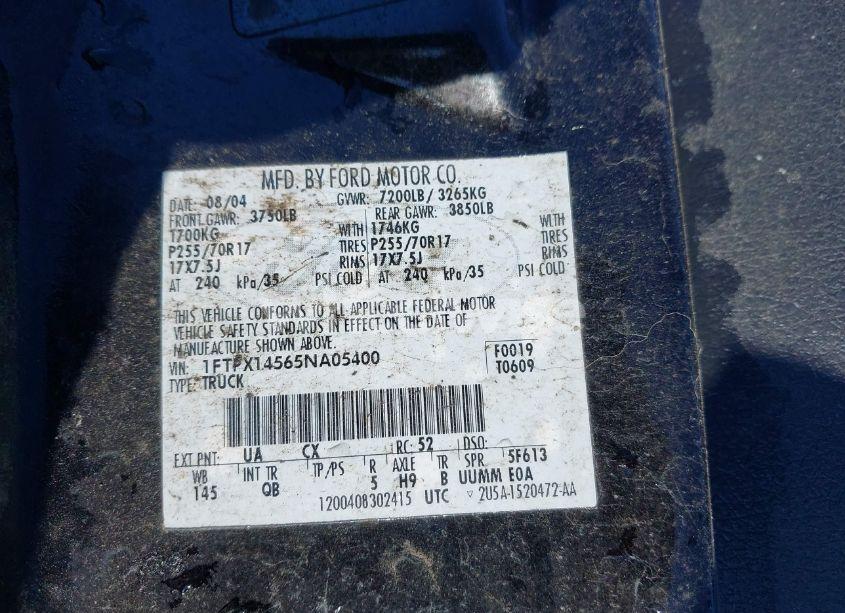 MFD. BY FORD MOTOR CO.
DATE: 08/04 GVWR: 7200LB/ 3265KG
FRONT GAWR: 3750LB REAR GAWR: 3850LB
1700KG WITH 1746KG WITH
P255/70R17 TIRES P255/70R17 TIRES
17X7.5J RIMS 17X7.5J RIMS
AT 240 kPa/35 PSI COLD AT 240 kPa/35 PSI COLD
THIS VEHICLE CONFORMS TO ALL APPLICABLE FEDERAL MOTOR
VEHICLE SAFETY STANDARDS IN EFFECT ON THE DATE OF
MANUFACTURE SHOWN ABOVE.
VIN: 1FTPX14565NA05400 F0019
TYPE: TRUCK T0609
EXT PNT: UA CX RC: 52 DSO:
WB INT TR TP/PS R AXLE TR SPR 5F613
145 QB 5 H9 B UUMM EOA
1200408302415 UTC ▽ 2U5A-1520472-AA